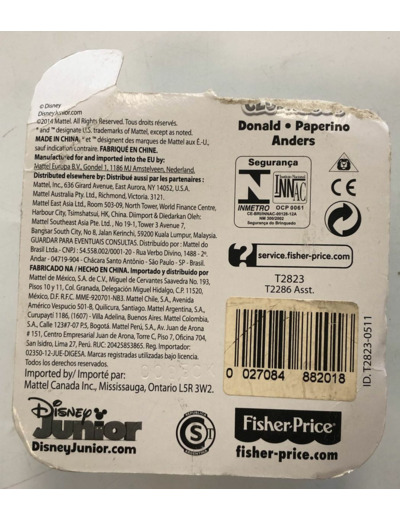 © Disney
DisneyJunior.com
©2014 Mattel. All Rights Reserved. Tous droits réservés.
® and ™ designate U.S. trademarks of Mattel, except as noted.
MADE IN CHINA. ® et ™ désignent des marques de Mattel aux É.-U.,
sauf indication contraire. FABRIQUÉ EN CHINE.
Manufactured for and imported into the EU by:
Mattel Europa B.V., Gondel 1, 1186 MJ Amstelveen, Nederland.
Distributed elsewhere by: Distribué aussi par les partenaires :
Mattel, Inc., 636 Girard Avenue, East Aurora, NY 14052, U.S.A.
Mattel Australia Pty. Ltd., Richmond, Victoria. 3121.
Mattel East Asia Ltd., Room 503-09, North Tower, World Finance Centre,
Harbour City, Tsimshatsui, HK, China. Diimport & Diedarkan Oleh:
Mattel Southeast Asia Pte. Ltd., No 19-1, Tower 3 Avenue 7,
Bangsar South City, No 8, Jalan Kerinchi, 59200 Kuala Lumpur, Malaysia.
GUARDAR PARA EVENTUAIS CONSULTAS. Distribuido por : Mattel do
Brasil Ltda.- CNPJ : 54.558.002/0001-20 - Rua Verbo Divino, 1488 - 2º
Andar - 04719-904 - Chácara Santo Antônio - São Paulo - SP - Brasil.
FABRICADO NA / HECHO EN CHINA. Importado y distribuido por
Mattel de México, S.A. de C.V., Miguel de Cervantes Saavedra No. 193,
Pisos 10 y 11, Col. Granada, Delegación Miguel Hidalgo, C.P. 11520,
México, D.F. R.F.C. MME-920701-NB3. Mattel Chile, S.A., Avenida
Américo Vespucio 501-B, Quilicura, Santiago. Mattel Argentina, S.A.,
Curupaytí 1186, (1607) - Villa Adelina, Buenos Aires. Mattel Colombia,
S.A., Calle 123#7-07 P.5, Bogotá. Mattel Perú, S.A., Av. Juan de Arona
# 151, Centro Empresarial Juan de Arona, Torre C, Piso 7, Oficina 704,
San Isidro, Lima 27, Perú. RUC: 20425853865. Reg. Importador:
02350-12-JUE-DIGESA. Marcas registradas utilizadas bajo licencia.
Todos los derechos reservados.
Imported by/Importé par :
Mattel Canada Inc., Mississauga, Ontario L5R 3W2.
Donald • Paperino
Anders
Segurança
INNAC
INMETRO
OCP 0061
CE-BRI/INNAC-00128-12A
NM 300/2002
Segurança do Brinquedo
CE
service.fisher-price.com
T2823
T2286 Asst.
0 027084 882018
ID. T2823-0511
Disney
Junior
DisneyJunior.com
REPUBLICA
S I
ARGENTINA
Fisher-Price
fisher-price.com